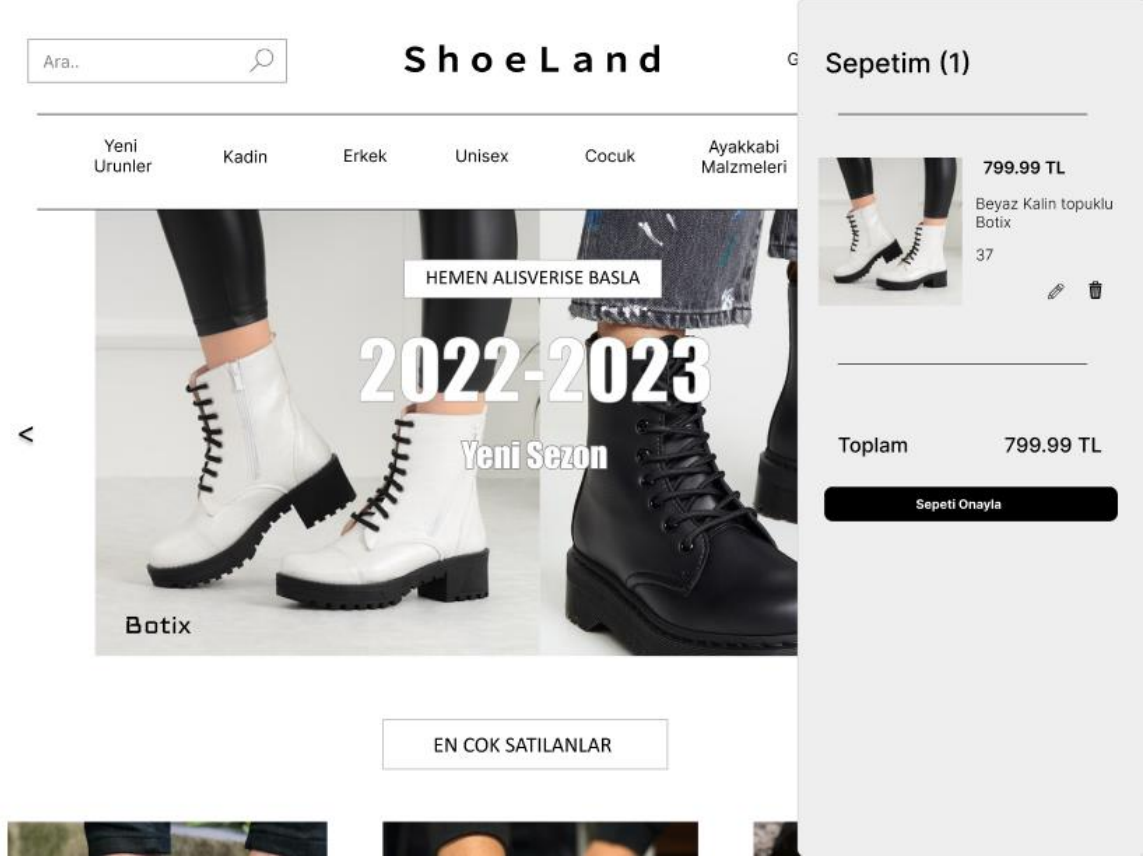 Ara..
ShoeLand
G
Yeni
Urunler
Kadin
Erkek
Unisex
Cocuk
Ayakkabi
Malzmeleri
HEMEN ALISVERISE BASLA
2022-2023
Yeni Sezon
<
Botix
EN COK SATILANLAR
Sepetim (1)
799.99 TL
Beyaz Kalin topuklu
Botix
37
Toplam 799.99 TL
Sepeti Onayla